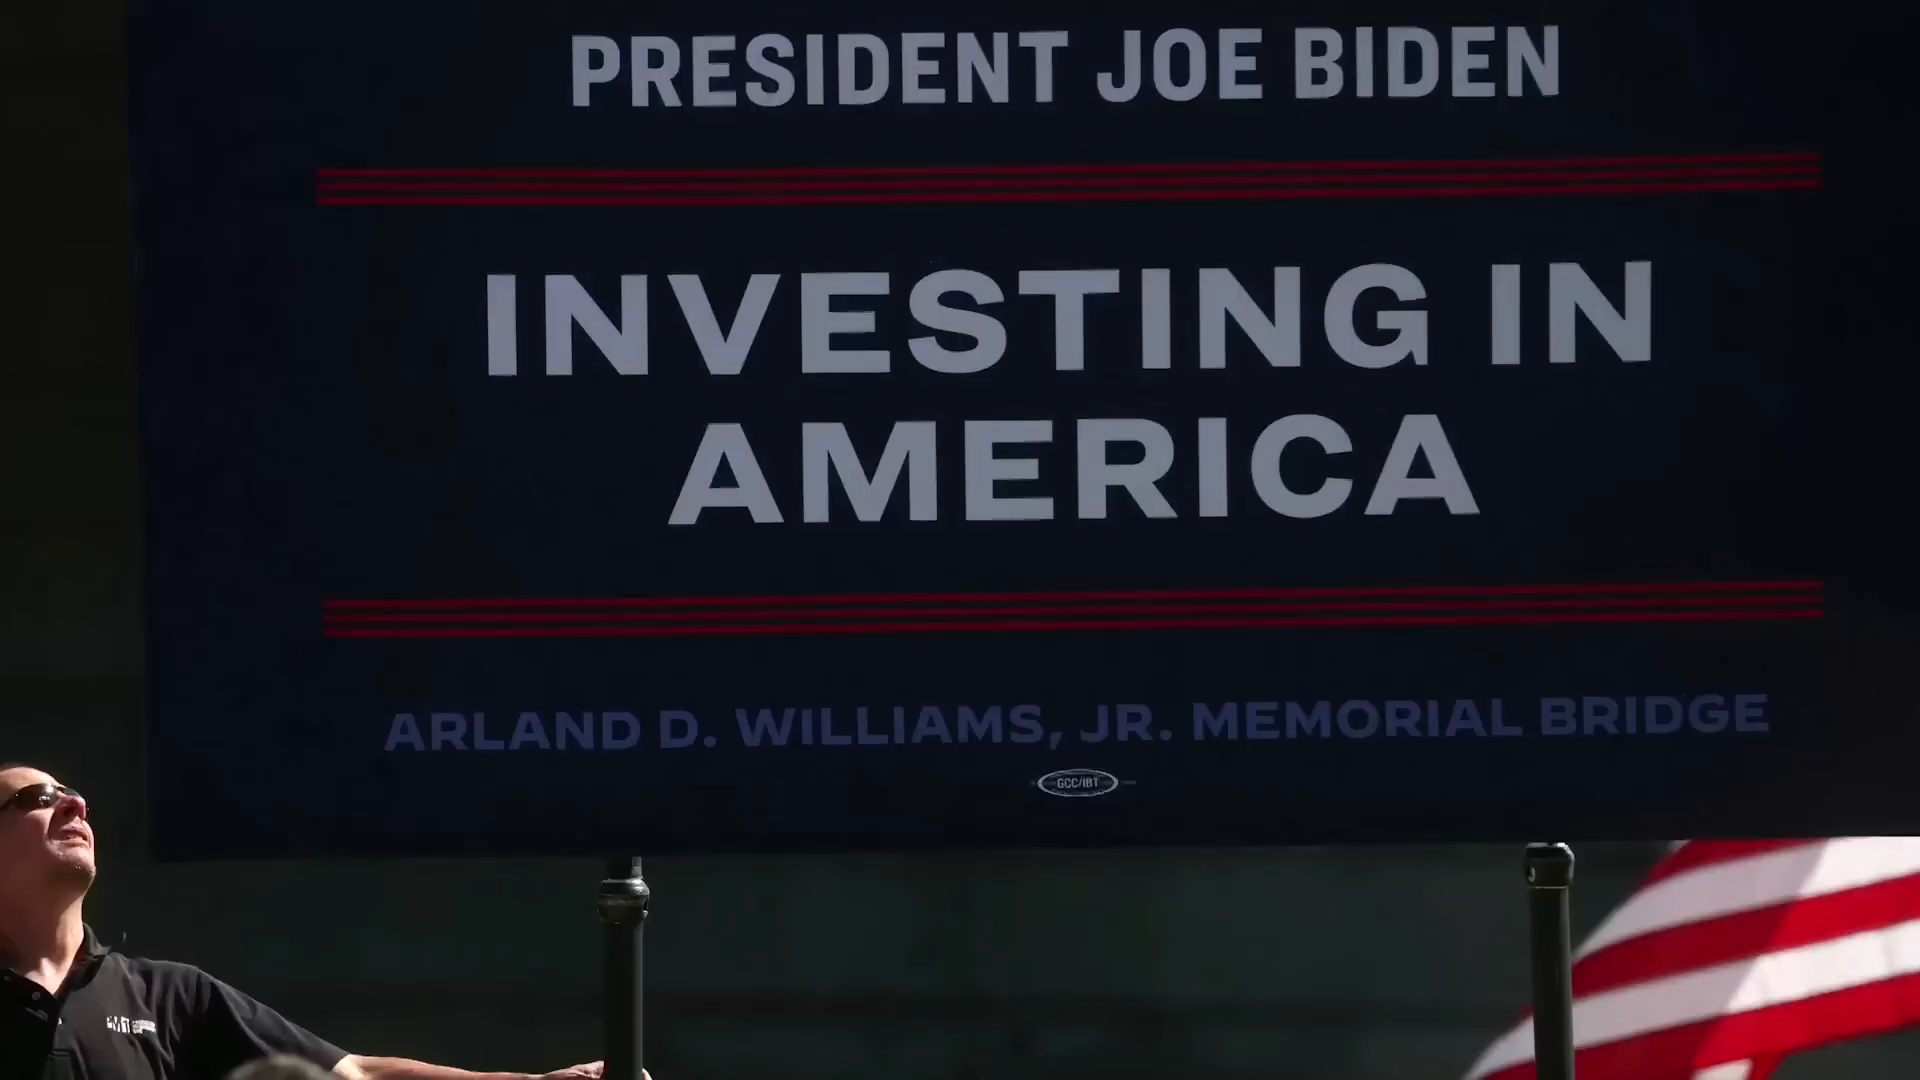 PRESIDENT JOE BIDEN
INVESTING IN
AMERICA
ARLAND D. WILLIAMS, JR. MEMORIAL BRIDGE
GCC/IBT